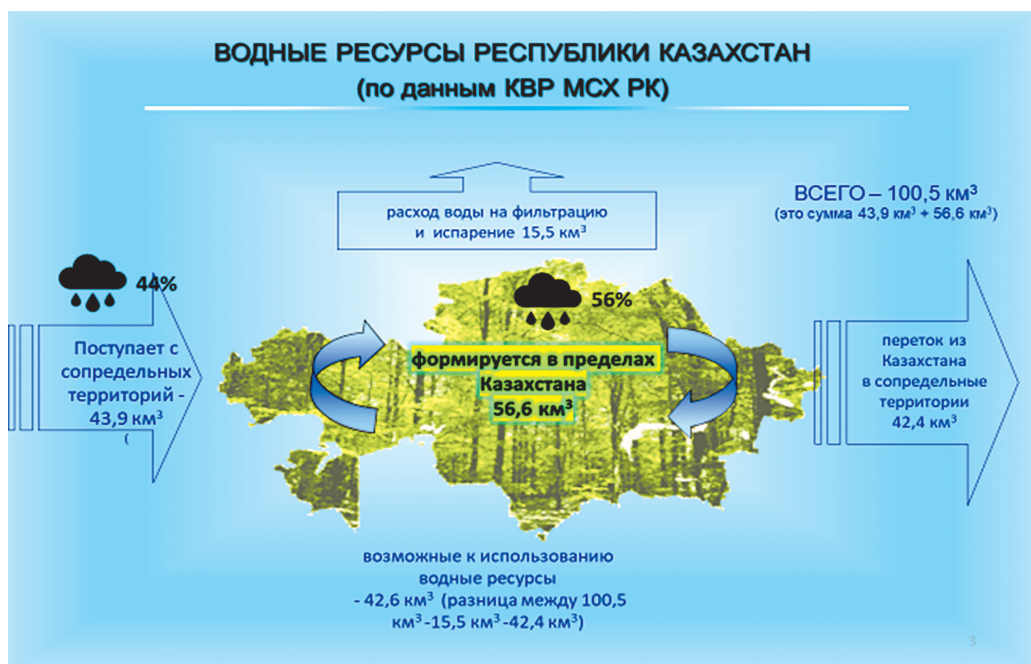 ВОДНЫЕ РЕСУРСЫ РЕСПУБЛИКИ КАЗАХСТАН
(по данным КВР МСХ РК)
расход воды на фильтрацию
и испарение 15,5 км³
ВСЕГО – 100,5 км³
(это сумма 43,9 км³ + 56,6 км³)
44%
Поступает с
сопредельных
территорий -
43,9 км³
(
56%
формируется в пределах
Казахстана
56,6 км³
переток из
Казахстана
в сопредельные
территории
42,4 км³
возможные к использованию
водные ресурсы
- 42,6 км³ (разница между 100,5
км³ -15,5 км³ -42,4 км³)
3